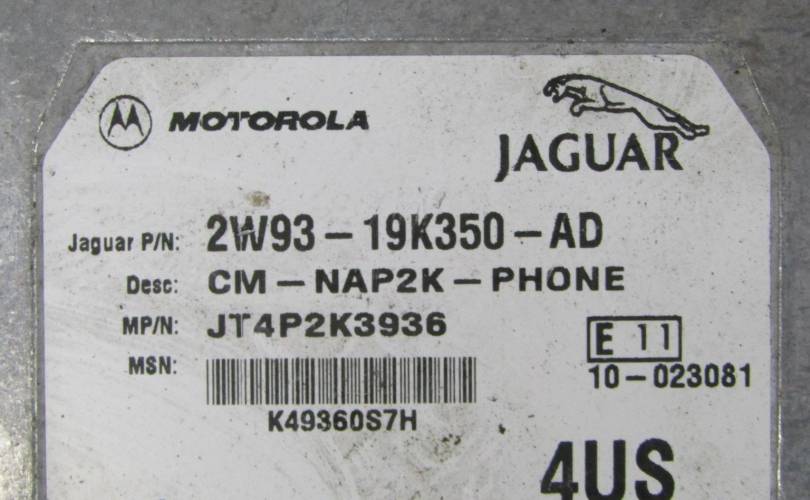 MOTOROLA
JAGUAR
Jaguar P/N: 2W93-19K350-AD
Desc: CM-NAP2K-PHONE
MP/N: JT4P2K3936
E 11
MSN:
10-023081
K49360S7H
4US